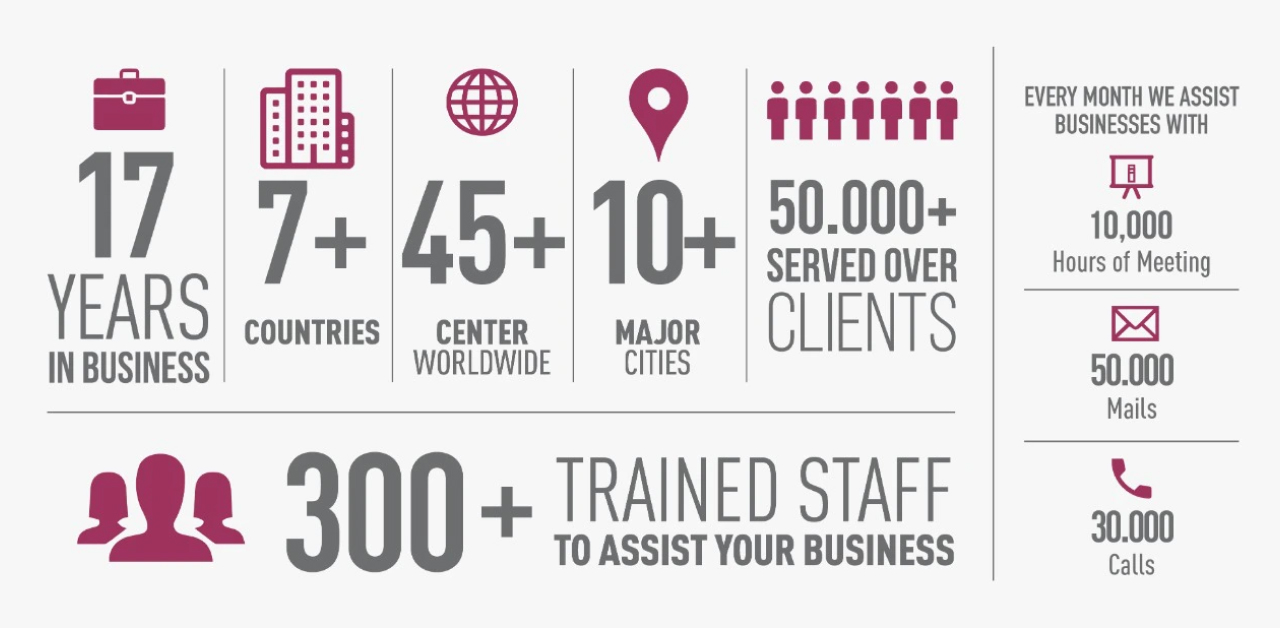 17
YEARS
IN BUSINESS
7+
COUNTRIES
45+
CENTER
WORLDWIDE
10+
MAJOR
CITIES
50.000+
SERVED OVER
CLIENTS
300+
TRAINED STAFF
TO ASSIST YOUR BUSINESS
EVERY MONTH WE ASSIST
BUSINESSES WITH
10,000
Hours of Meeting
50.000
Mails
30.000
Calls